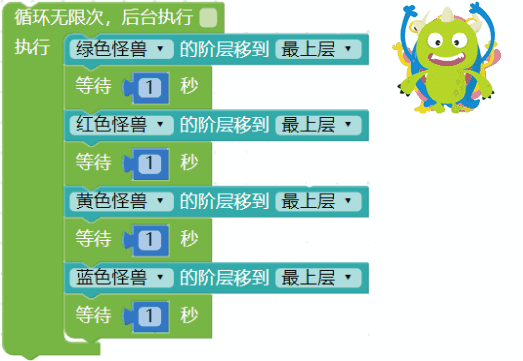 循环无限次，后台执行
执行
绿色怪兽 的阶层移到 最上层
等待 1 秒
红色怪兽 的阶层移到 最上层
等待 1 秒
黄色怪兽 的阶层移到 最上层
等待 1 秒
蓝色怪兽 的阶层移到 最上层
等待 1 秒